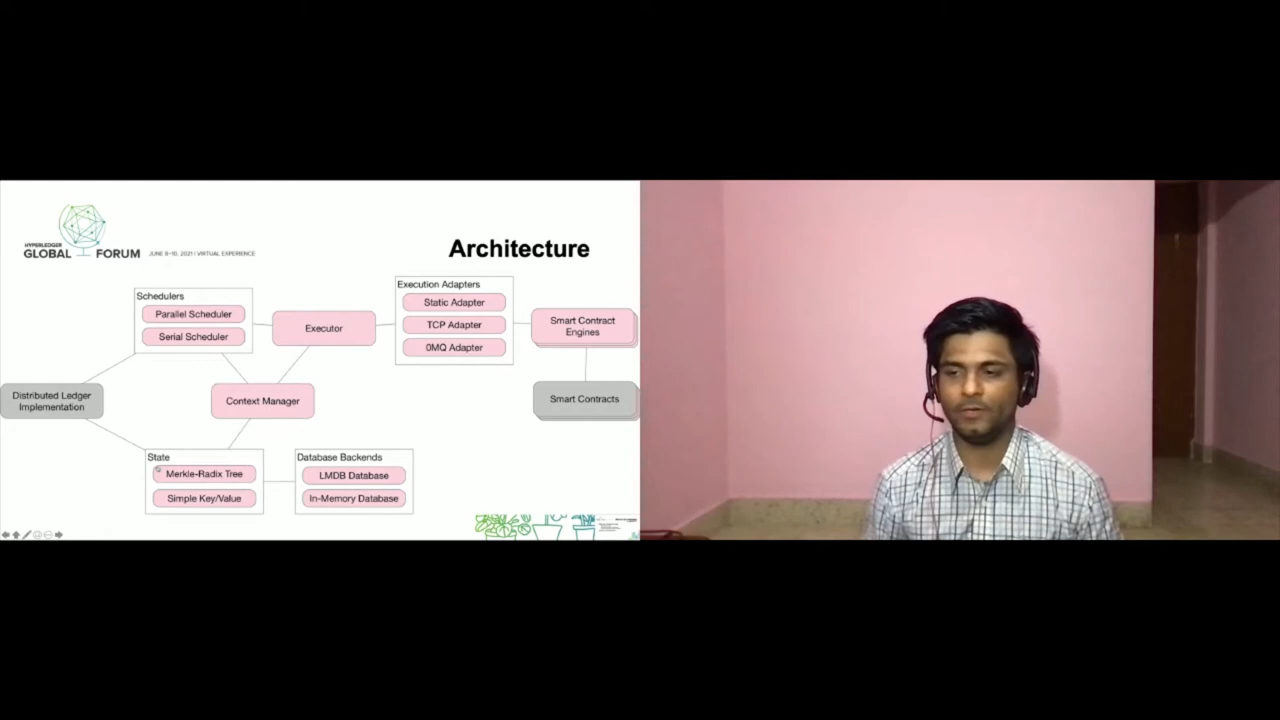 HYPERLEDGER
GLOBAL FORUM
JUNE 8-10, 2021 | VIRTUAL EXPERIENCE
Architecture
Schedulers
Parallel Scheduler
Serial Scheduler
Executor
Execution Adapters
Static Adapter
TCP Adapter
0MQ Adapter
Smart Contract
Engines
Distributed Ledger
Implementation
Context Manager
Smart Contracts
State
Merkle-Radix Tree
Simple Key/Value
Database Backends
LMDB Database
In-Memory Database